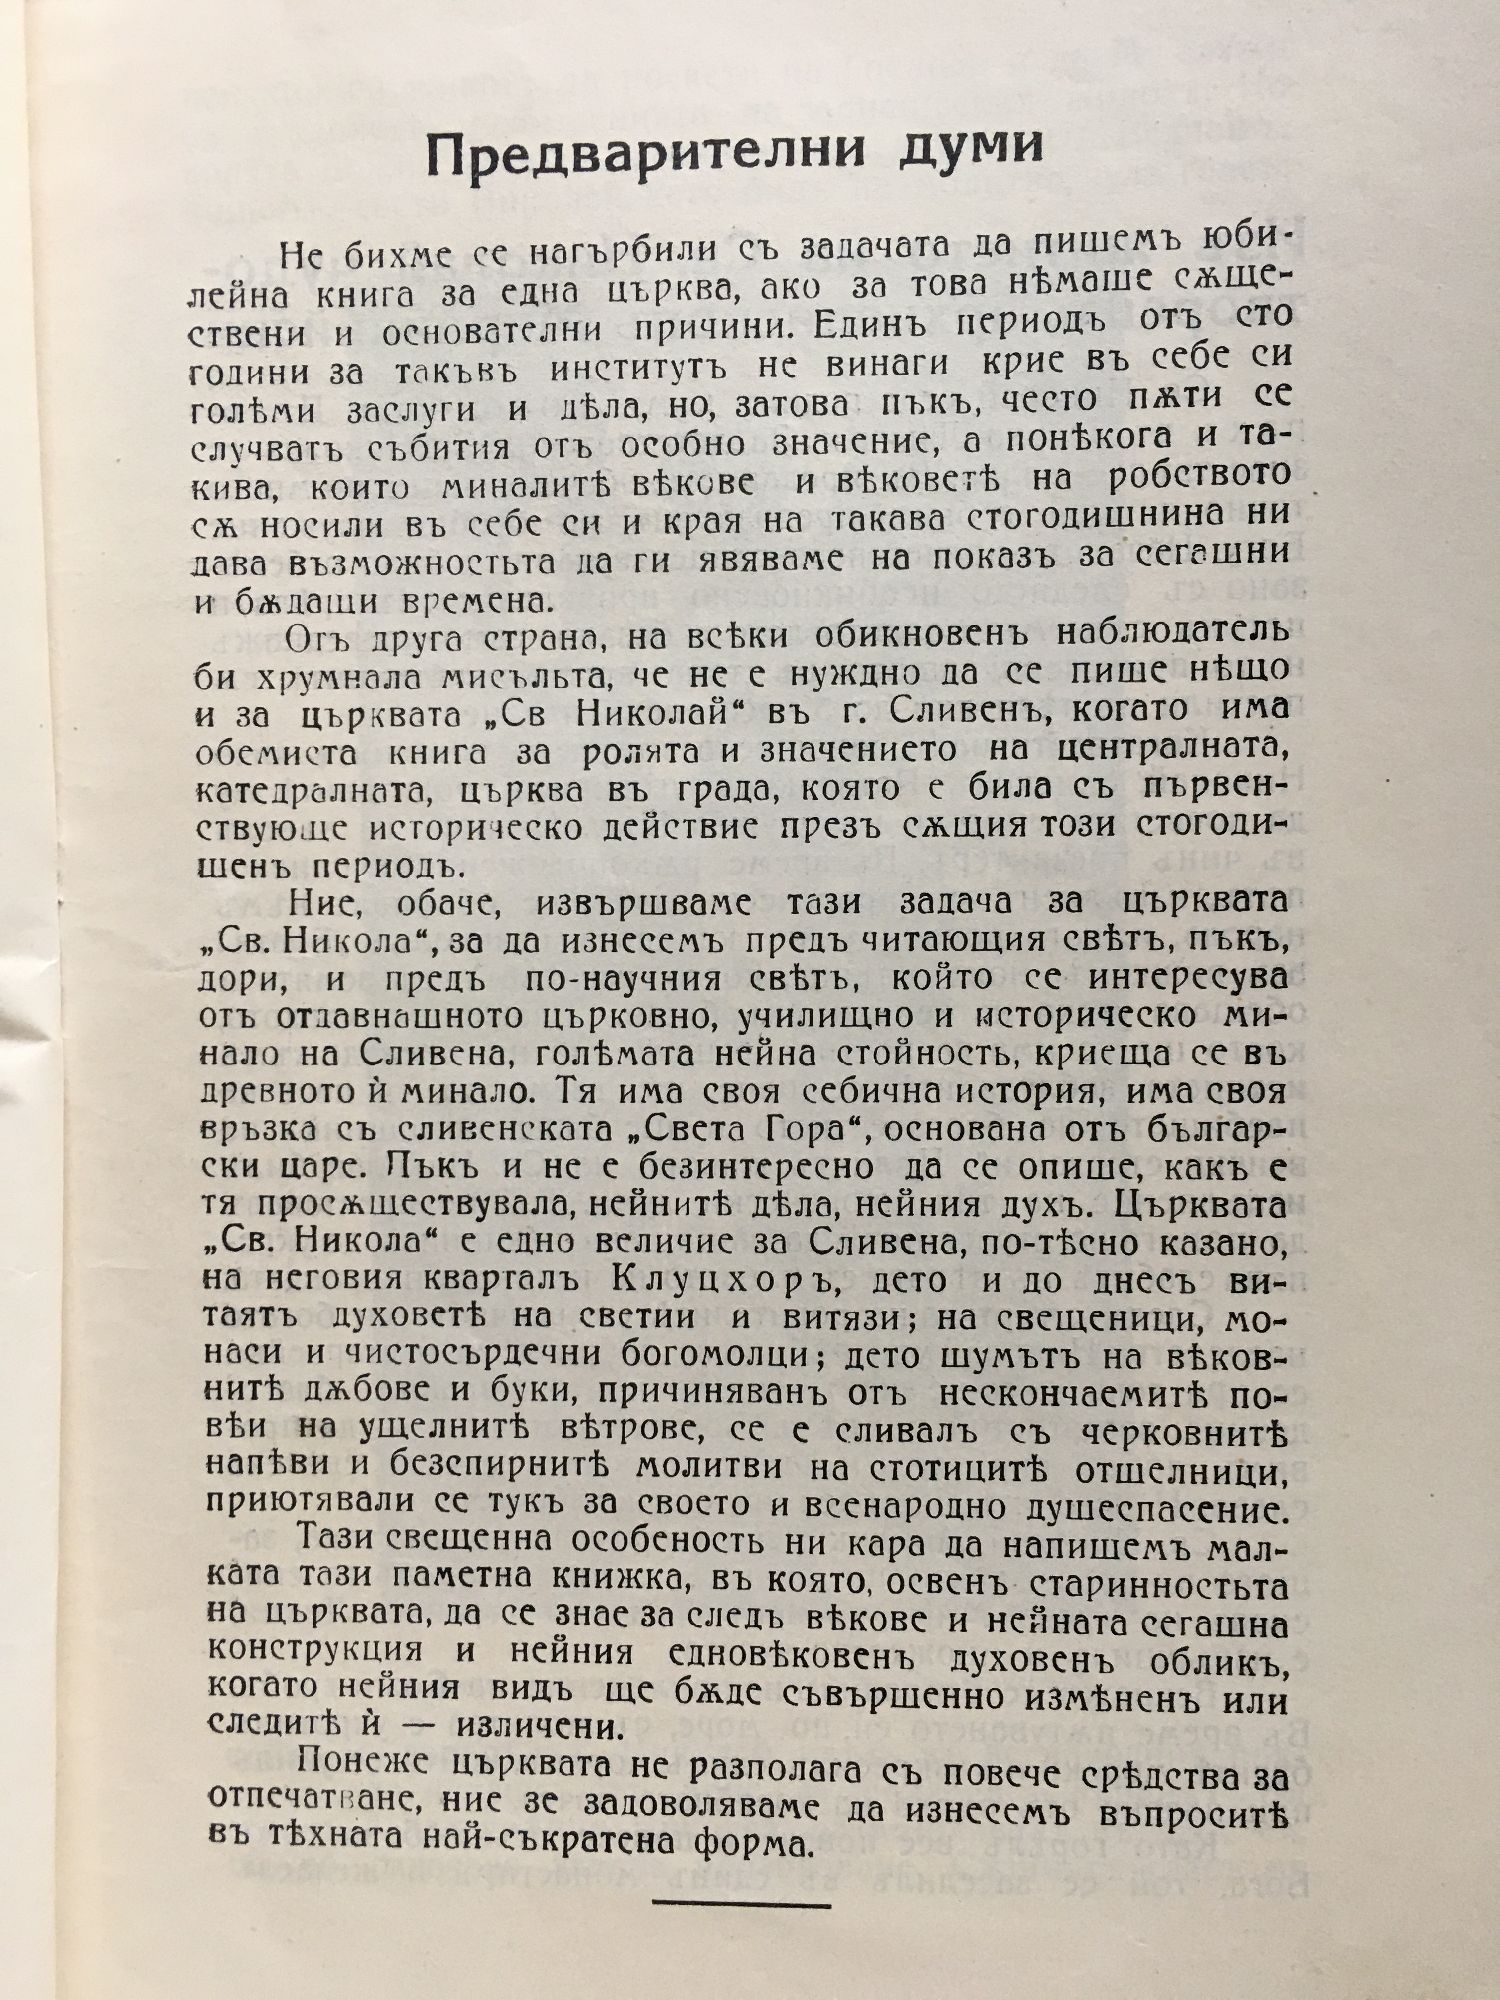 Предварителни думи
Не бихме се нагърбили съ задачата да пишемъ юби-
лейна книга за една църква, ако за това нѣмаше сѫще-
ствени и основателни причини. Единъ периодъ отъ сто
години за такъвъ институтъ не винаги крие въ себе си
голѣми заслуги и дѣла, но, затова пъкъ, често пѫти се
случватъ събития отъ особно значение, а понѣкога и та-
кива, които миналитѣ вѣкове и вѣковетѣ на робството
сѫ носили въ себе си и края на такава стогодишнина ни
дава възможностьта да ги явяваме на показъ за сегашни
и бѫдащи времена.
Отъ друга страна, на всѣки обикновенъ наблюдатель
би хрумнала мисъльта, че не е нуждно да се пише нѣщо
и за църквата „Св Николай“ въ г. Сливенъ, когато има
обемиста книга за ролята и значението на централната,
катедралната, църква въ града, която е била съ първен-
ствующе историческо действие презъ сѫщия този стогоди-
шенъ периодъ.
Ние, обаче, извършваме тази задача за църквата
„Св. Никола“, за да изнесемъ предъ читающия свѣтъ, пъкъ,
дори, и предъ по-научния свѣтъ, който се интересува
отъ отдавнашното църковно, училищно и историческо ми-
нало на Сливена, голѣмата нейна стойность, криеща се въ
древното ѝ минало. Тя има своя себична история, има своя
връзка съ сливенската „Света Гора“, основана отъ българ-
ски царе. Пъкъ и не е безинтересно да се опише, какъ е
тя просѫществувала, нейнитѣ дѣла, нейния духъ. Църквата
„Св. Никола“ е едно величие за Сливена, по-тѣсно казано,
на неговия кварталъ Клуцхоръ, дето и до днесъ ви-
таятъ духоветѣ на светии и витязи; на свещеници, мо-
наси и чистосърдечни богомолци; дето шумътъ на вѣков-
нитѣ дѫбове и буки, причиняванъ отъ нескончаемитѣ по-
вѣи на ущелнитѣ вѣтрове, се е сливалъ съ черковнитѣ
напѣви и безспирнитѣ молитви на стотицитѣ отшелници,
приютявали се тукъ за своето и всенародно душеспасение.
Тази свещенна особеность ни кара да напишемъ мал-
ката тази паметна книжка, въ която, освенъ стариностьта
на църквата, да се знае за следъ вѣкове и нейната сегашна
конструкция и нейния едновѣковенъ духовенъ обликъ,
когато нейния видъ ще бѫде съвършенно измѣненъ или
следитѣ ѝ — изличени.
Понеже църквата не разполага съ повече срѣдства за
отпечатване, ние зе задоволяваме да изнесемъ въпроситѣ
въ тѣхната най-съкратена форма.